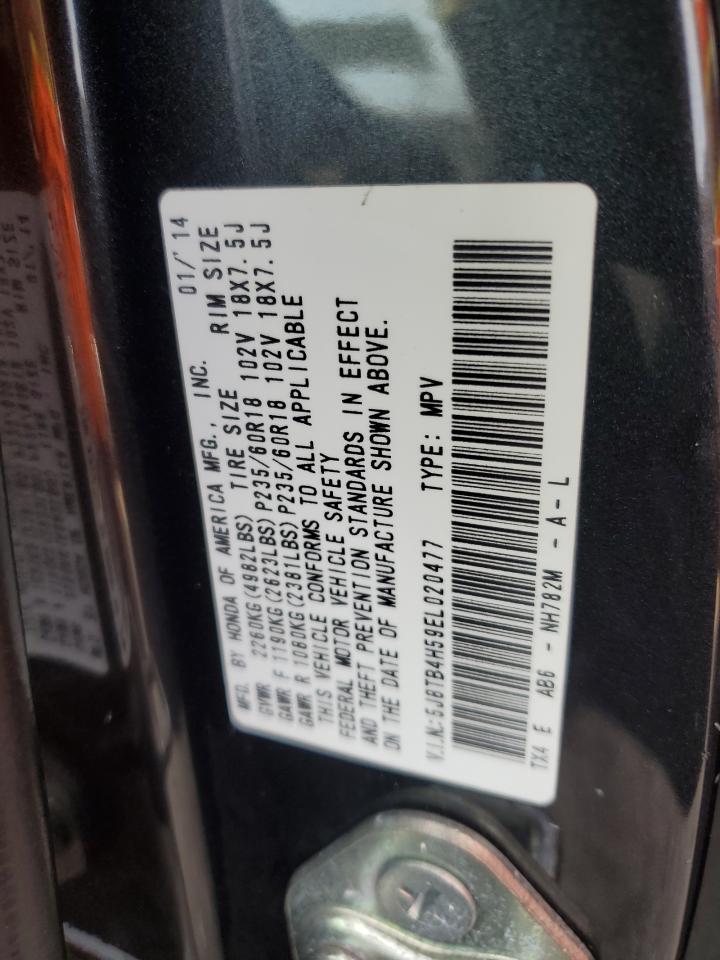 MFD. BY HONDA OF AMERICA MFG., INC. 01/'14
GVWR 2260KG(4982LBS) TIRE SIZE RIM SIZE
GAWR F 1190KG(2623LBS)P235/60R18 102V 18X7.5J
GAWR R 1080KG(2381LBS)P235/60R18 102V 18X7.5J
THIS VEHICLE CONFORMS TO ALL APPLICABLE
FEDERAL MOTOR VEHICLE SAFETY
AND THEFT PREVENTION STANDARDS IN EFFECT
ON THE DATE OF MANUFACTURE SHOWN ABOVE.
V.I.N.:5J8TB4H59EL020477 TYPE: MPV
TX4 E AB6 - NH782M - A - L